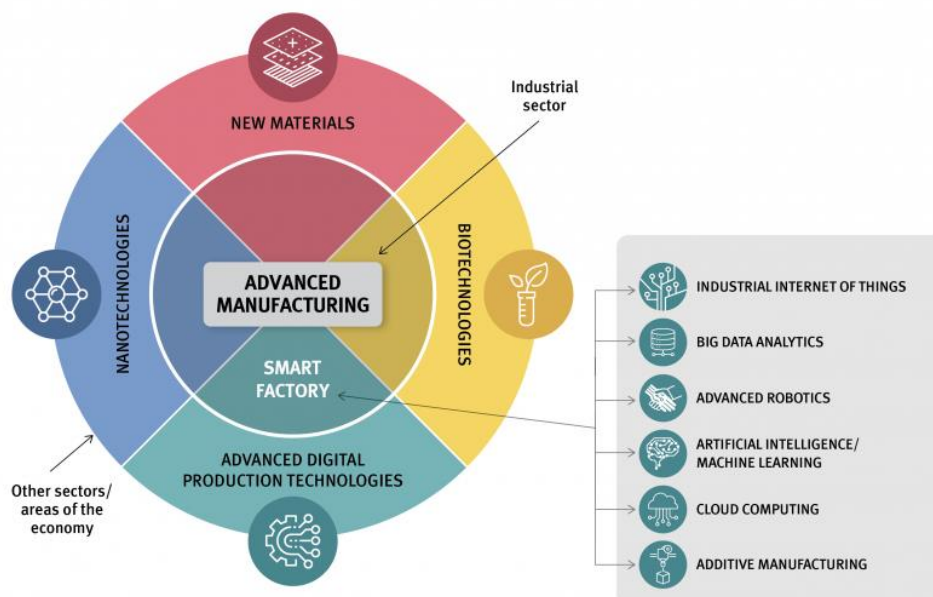 Industrial
sector
NEW MATERIALS
NANOTECHNOLOGIES
BIOTECHNOLOGIES
ADVANCED
MANUFACTURING
SMART
FACTORY
ADVANCED DIGITAL
PRODUCTION TECHNOLOGIES
Other sectors/
areas of the
economy
INDUSTRIAL INTERNET OF THINGS
BIG DATA ANALYTICS
ADVANCED ROBOTICS
ARTIFICIAL INTELLIGENCE/
MACHINE LEARNING
CLOUD COMPUTING
ADDITIVE MANUFACTURING